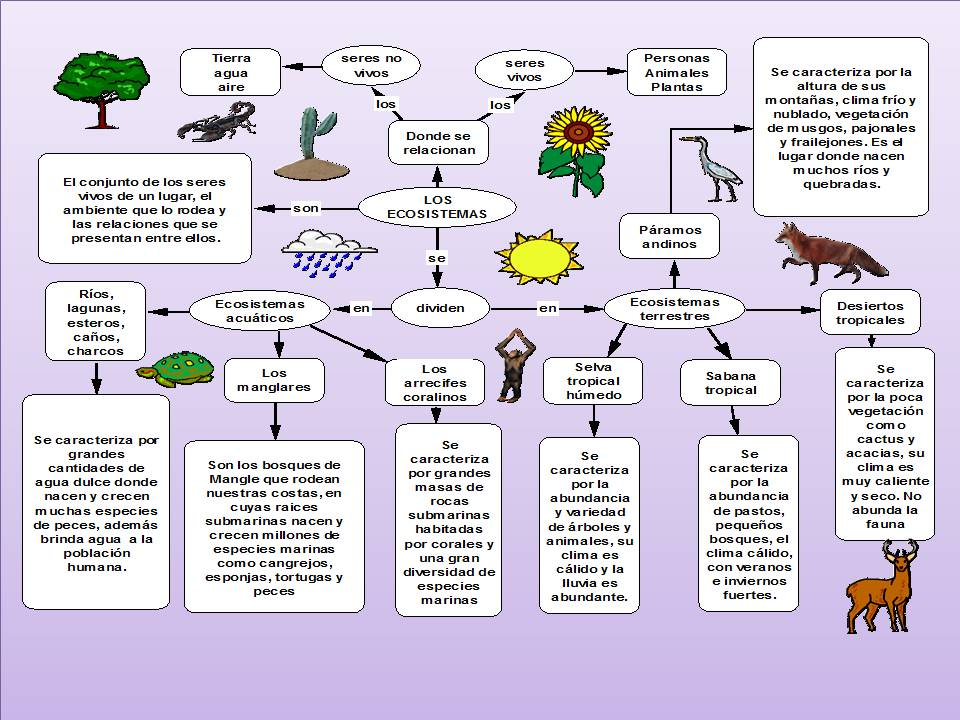 Tierra
agua
aire
seres no
vivos
seres
vivos
Personas
Animales
Plantas
Se caracteriza por la
altura de sus
montañas, clima frío y
nublado, vegetación
de musgos, pajonales
y frailejones. Es el
lugar donde nacen
muchos ríos y
quebradas.
los
los
Donde se
relacionan
El conjunto de los seres
vivos de un lugar, el
ambiente que lo rodea y
las relaciones que se
presentan entre ellos.
son
LOS
ECOSISTEMAS
Páramos
andinos
se
Ríos,
lagunas,
esteros,
caños,
charcos
Ecosistemas
acuáticos
en
dividen
en
Ecosistemas
terrestres
Desiertos
tropicales
Los
manglares
Los
arrecifes
coralinos
Selva
tropical
húmedo
Sabana
tropical
Se
caracteriza
por la poca
vegetación
como
cactus y
acacias, su
clima es
muy caliente
y seco. No
abunda la
fauna
Se caracteriza por
grandes
cantidades de
agua dulce donde
nacen y crecen
muchas especies
de peces, además
brinda agua a la
población
humana.
Son los bosques de
Mangle que rodean
nuestras costas, en
cuyas raices
submarinas nacen y
crecen millones de
especies marinas
como cangrejos,
esponjas, tortugas y
peces
Se
caracteriza
por grandes
masas de
rocas
submarinas
habitadas
por corales y
una gran
diversidad de
especies
marinas
Se
caracteriza
por la
abundancia
y variedad
de árboles y
animales, su
clima es
cálido y la
lluvia es
abundante.
Se
caracteriza
por la
abundancia
de pastos,
pequeños
bosques, el
clima cálido,
con veranos
e inviernos
fuertes.